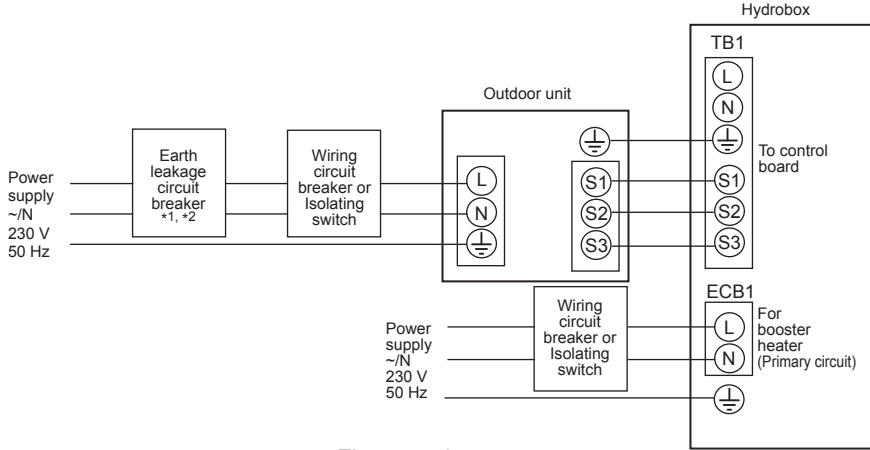 Hydrobox
TB1
L
N
To control
board
S1
S2
S3
Outdoor unit
S1
S2
S3
L
N
Earth
leakage
circuit
breaker
*1, *2
Wiring
circuit
breaker or
Isolating
switch
Power
supply
~/N
230 V
50 Hz
ECB1
L
N
For
booster
heater
(Primary circuit)
Wiring
circuit
breaker or
Isolating
switch
Power
supply
~/N
230 V
50 Hz